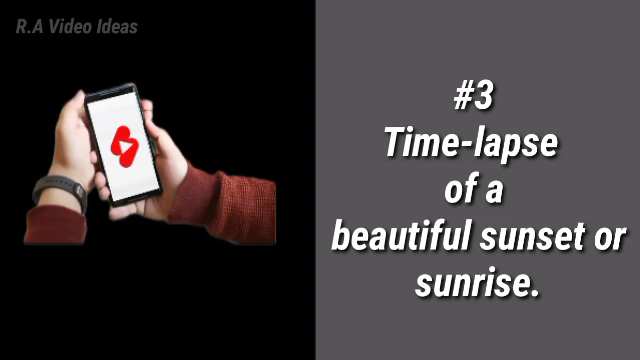 R.A Video Ideas
#3
Time-lapse
of a
beautiful sunset or
sunrise.